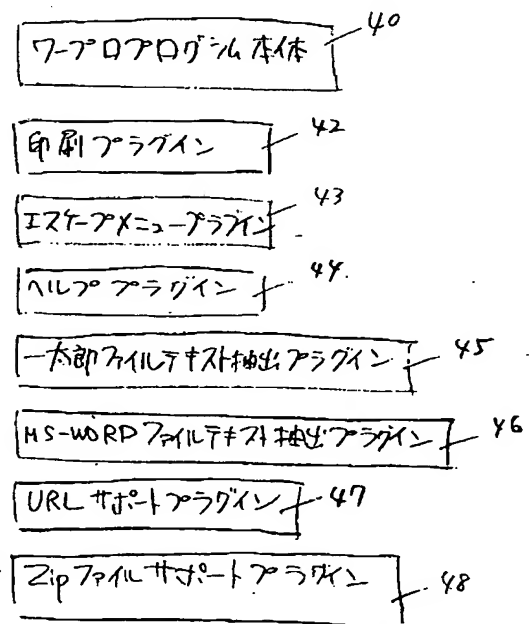 ワープロプログラム本体 40
印刷プラグイン 42
エスケープメニュープラグイン 43
ヘルププラグイン 44.
一太郎ファイルテキスト抽出プラグイン 45
MS-WORDファイルテキスト抽出プラグイン 46
URLサポートプラグイン 47
Zipファイルサポートプラグイン 48